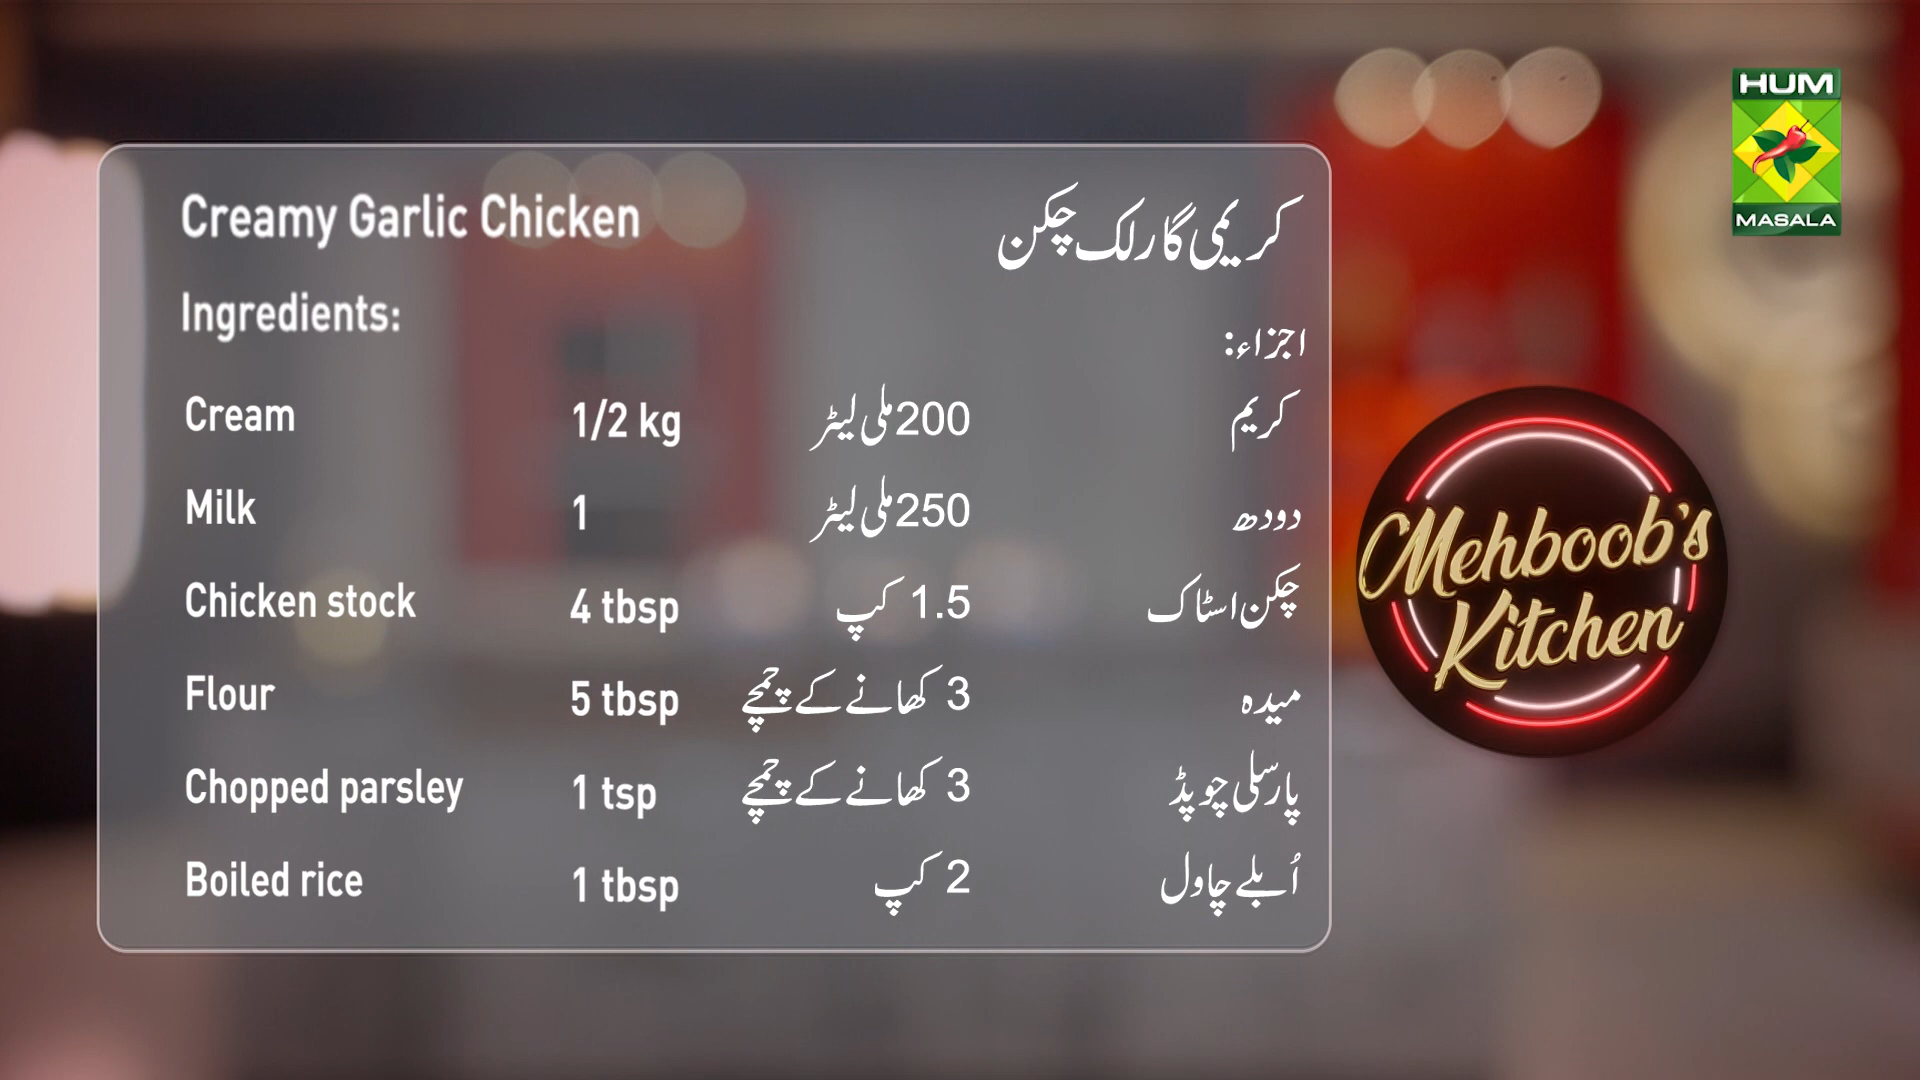 Creamy Garlic Chicken
کریمی گارلک چکن
Ingredients:
اجزاء:
Cream 1/2 kg
کریم 200 ملی لیٹر
Milk 1
دودھ 250 ملی لیٹر
Chicken stock 4 tbsp
چکن اسٹاک 1.5 کپ
Flour 5 tbsp
میدہ 3 کھانے کے چمچے
Chopped parsley 1 tsp
پارسلی چوپڈ 3 کھانے کے چمچے
Boiled rice 1 tbsp
اُبلے چاول 2 کپ
HUM
MASALA
Mehboob's
Kitchen